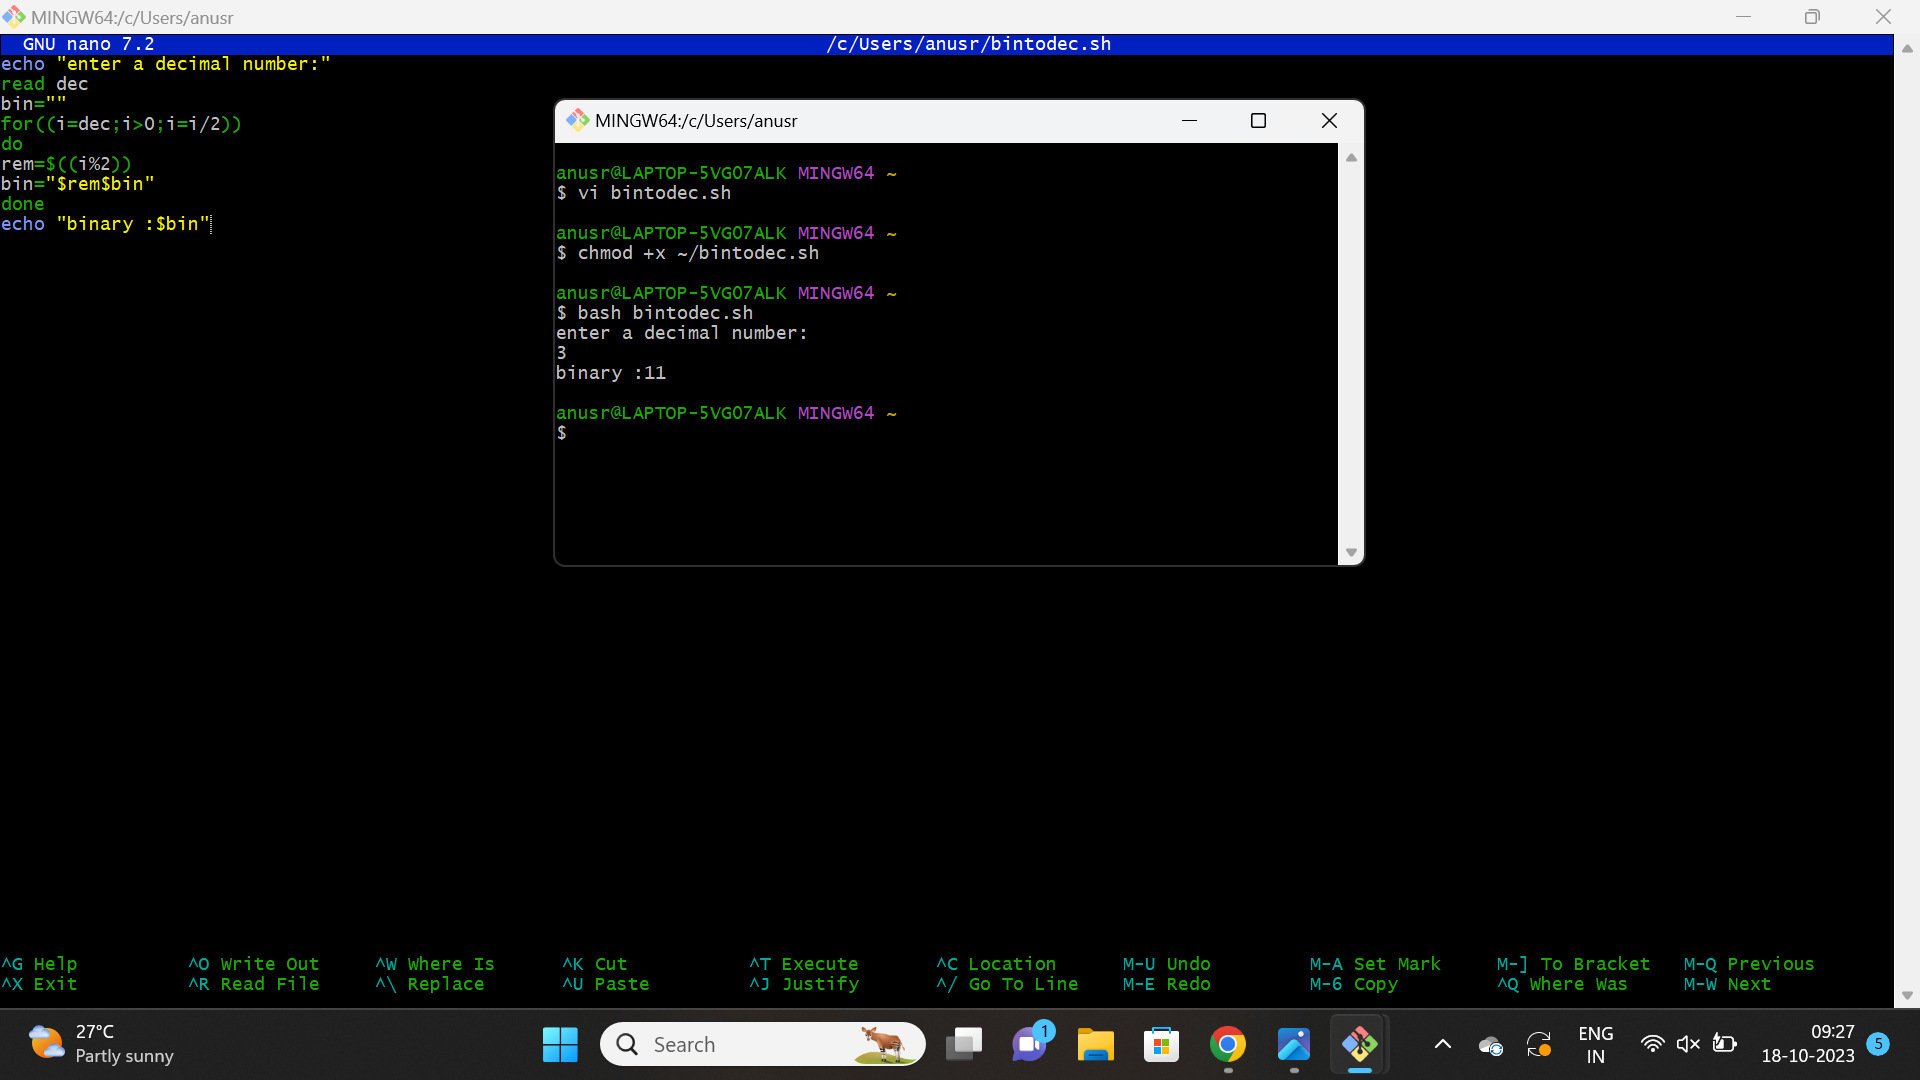 MINGW64:/c/Users/anusr
GNU nano 7.2 /c/Users/anusr/bintodec.sh
echo "enter a decimal number:"
read dec
bin=""
for((i=dec;i>0;i=i/2))
do
rem=$((i%2))
bin="$rem$bin"
done
echo "binary :$bin"
MINGW64:/c/Users/anusr
anusr@LAPTOP-5VG07ALK MINGW64 ~
$ vi bintodec.sh
anusr@LAPTOP-5VG07ALK MINGW64 ~
$ chmod +x ~/bintodec.sh
anusr@LAPTOP-5VG07ALK MINGW64 ~
$ bash bintodec.sh
enter a decimal number:
3
binary :11
anusr@LAPTOP-5VG07ALK MINGW64 ~
$
^G Help ^O Write Out ^W Where Is ^K Cut ^T Execute ^C Location M-U Undo M-A Set Mark M-] To Bracket M-Q Previous
^X Exit ^R Read File ^\ Replace ^U Paste ^J Justify ^/ Go To Line M-E Redo M-6 Copy ^Q Where Was M-W Next
27°C
Partly sunny
Search
1
ENG
IN
09:27
18-10-2023
5